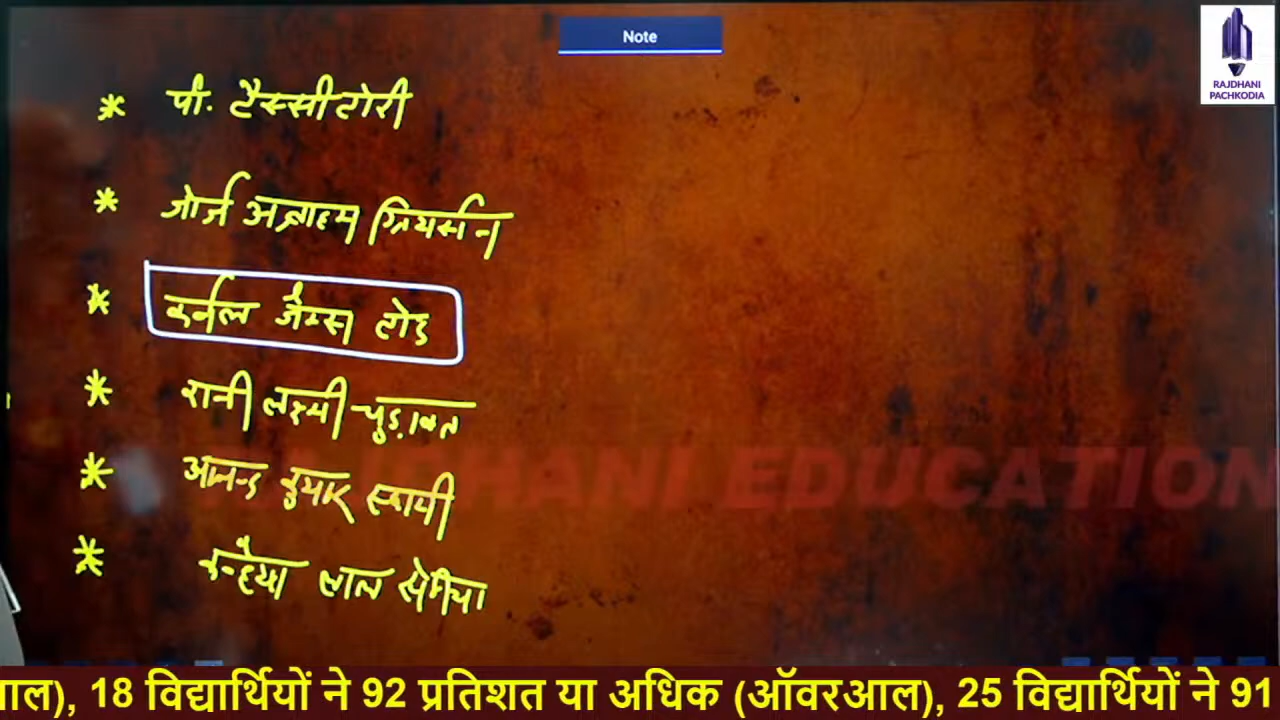 Note
RAJDHANI
PACHKODIA
* पी. टैस्सीटोरी
* जोर्ज अब्राहम ग्रियर्सन
* कर्नल जेम्स टोड
* रानी लक्ष्मी चुड़ावत
* आनन्द कुमार स्वामी
* कन्हैया लाल सेठिया
RAJDHANI EDUCATION
ाल), 18 विद्यार्थियों ने 92 प्रतिशत या अधिक (ऑवरआल), 25 विद्यार्थियों ने 91